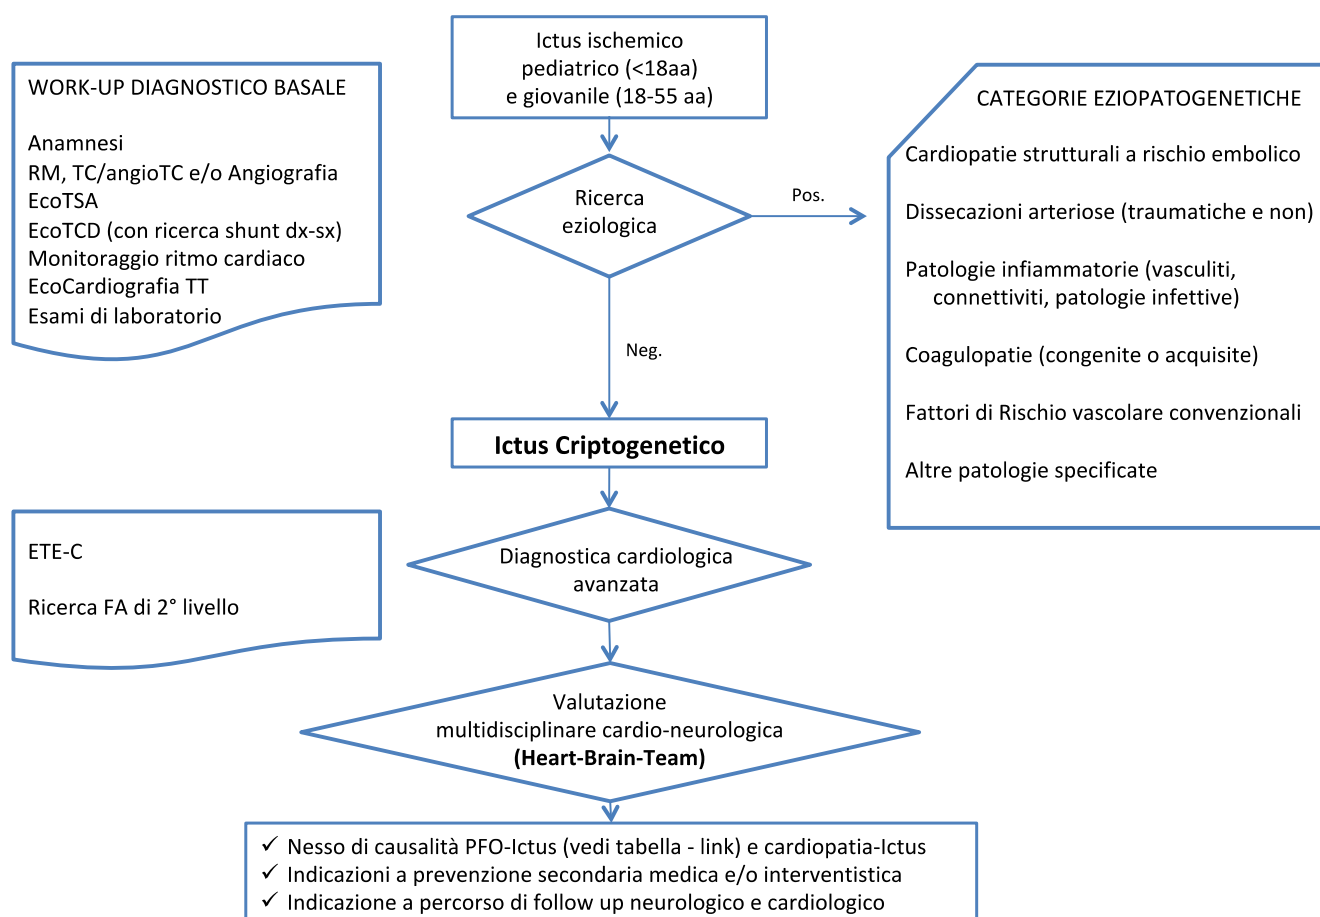 Ictus ischemico
pediatrico (<18aa)
e giovanile (18-55 aa)
WORK-UP DIAGNOSTICO BASALE
Anamnesi
RM, TC/angioTC e/o Angiografia
EcoTSA
EcoTCD (con ricerca shunt dx-sx)
Monitoraggio ritmo cardiaco
EcoCardiografia TT
Esami di laboratorio
Ricerca
eziologica
Pos.
CATEGORIE EZIOPATOGENETICHE
Cardiopatie strutturali a rischio embolico
Dissecazioni arteriose (traumatiche e non)
Patologie infiammatorie (vasculiti,
connettiviti, patologie infettive)
Coagulopatie (congenite o acquisite)
Fattori di Rischio vascolare convenzionali
Altre patologie specificate
Neg.
Ictus Criptogenetico
ETE-C
Ricerca FA di 2° livello
Diagnostica cardiologica
avanzata
Valutazione
multidisciplinare cardio-neurologica
(Heart-Brain-Team)
✓ Nesso di causalità PFO-Ictus (vedi tabella - link) e cardiopatia-Ictus
✓ Indicazioni a prevenzione secondaria medica e/o interventistica
✓ Indicazione a percorso di follow up neurologico e cardiologico